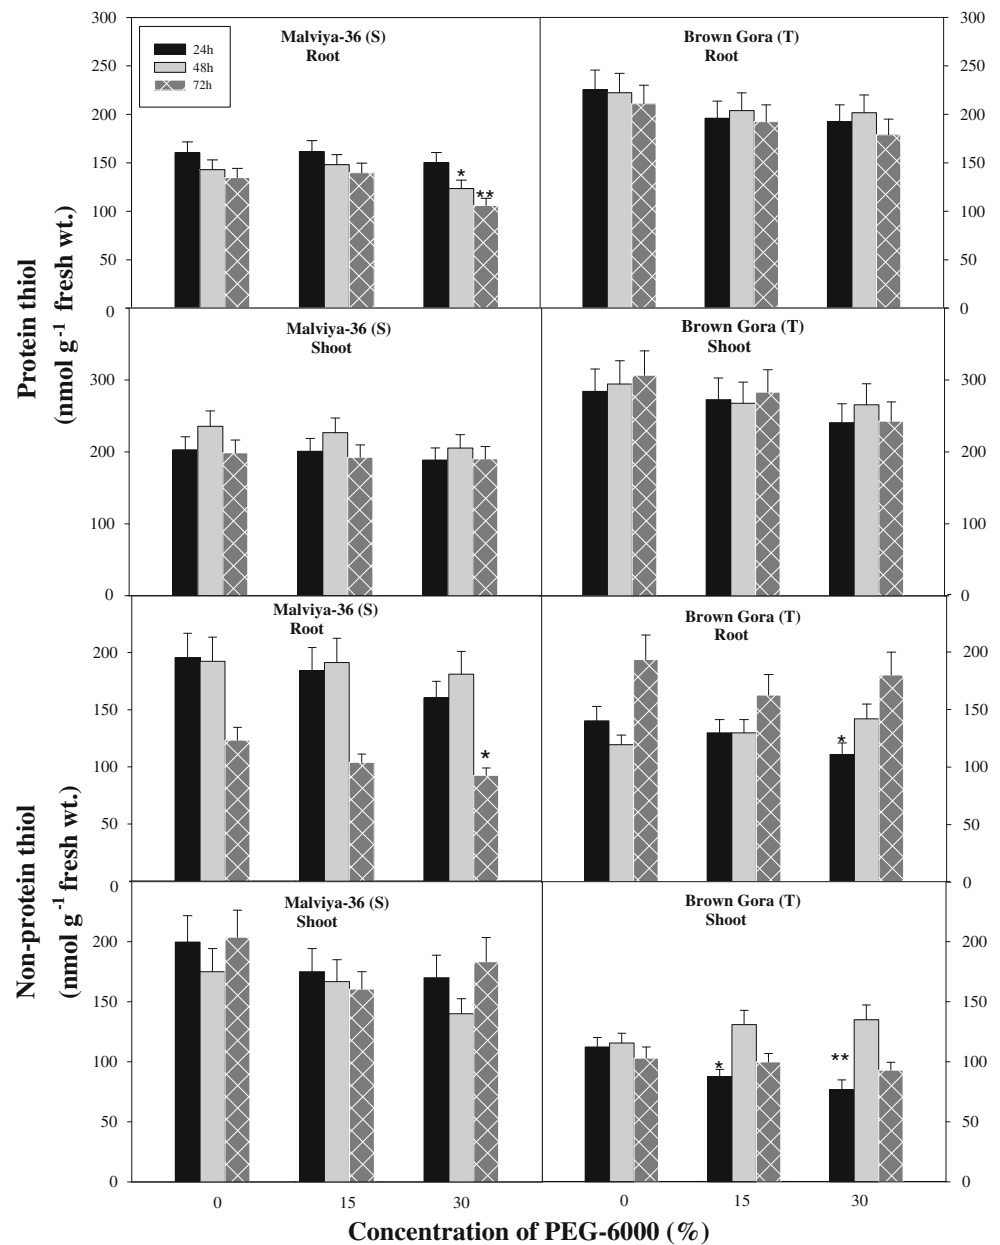 300
250
200
150
100
50
0
24h
48h
72h
Malviya-36 (S)
Root
*
**
Brown Gora (T)
Root
300
250
200
150
100
50
0
Protein thiol
(nmol g-1 fresh wt.)
300
200
100
0
Malviya-36 (S)
Shoot
Brown Gora (T)
Shoot
300
200
100
0
Non-protein thiol
(nmol g-1 fresh wt.)
200
150
100
50
0
Malviya-36 (S)
Root
*
Brown Gora (T)
Root
*
200
150
100
50
0
200
150
100
50
0
Malviya-36 (S)
Shoot
Brown Gora (T)
Shoot
*
**
200
150
100
50
0
0 15 30 0 15 30
Concentration of PEG-6000 (%)